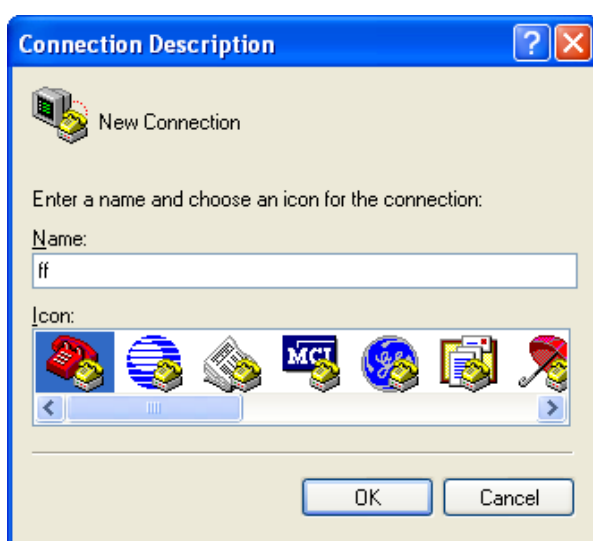 Connection Description
New Connection
Enter a name and choose an icon for the connection:
Name:
ff
Icon:
MCI
OK Cancel